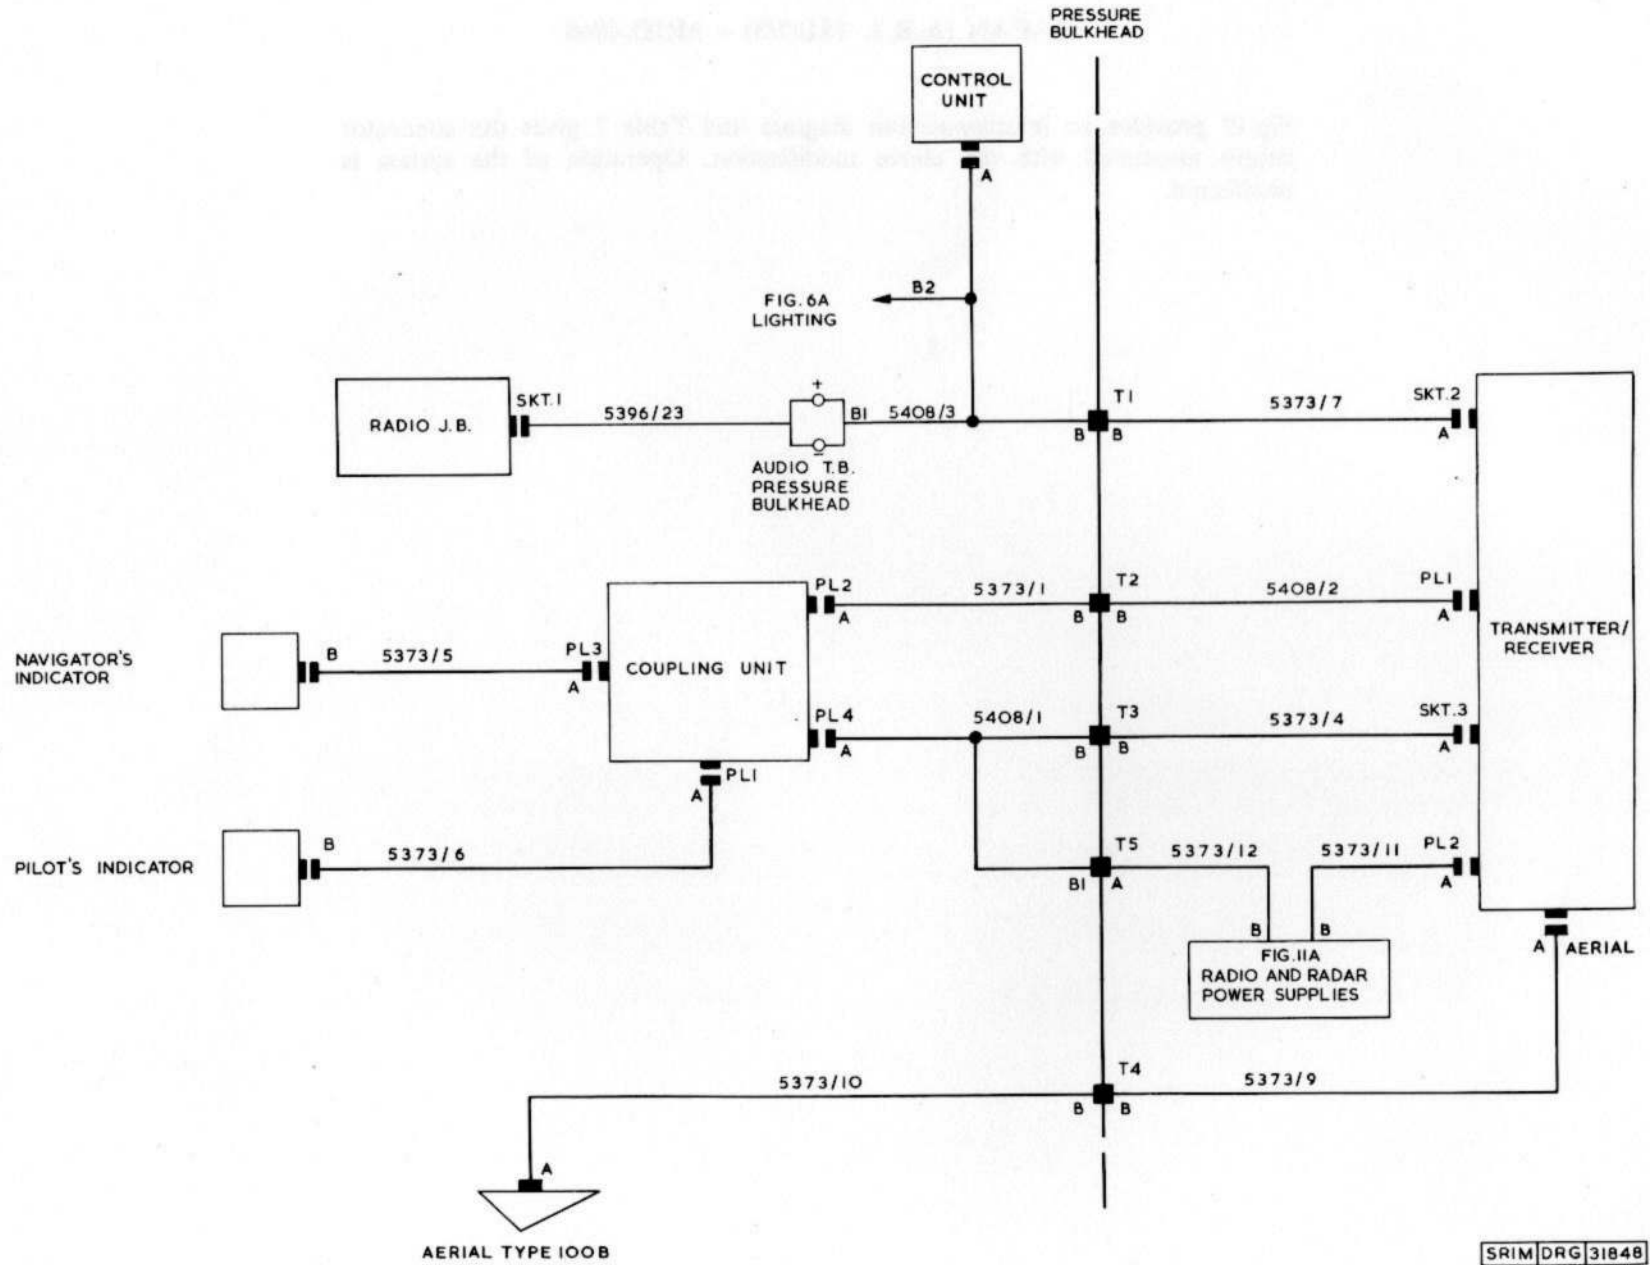 PRESSURE
BULKHEAD
CONTROL
UNIT
A
FIG. 6A
LIGHTING
B2
RADIO J.B.
SKT.1
5396/23
+
−
B1
5408/3
AUDIO T.B.
PRESSURE
BULKHEAD
T1
B
B
5373/7
SKT.2
A
TRANSMITTER/
RECEIVER
NAVIGATOR'S
INDICATOR
B
5373/5
PL3
A
COUPLING UNIT
PL2
A
5373/1
T2
B
B
5408/2
PL1
A
PL4
A
5408/1
T3
B
B
5373/4
SKT.3
A
PL1
A
PILOT'S INDICATOR
B
5373/6
T5
B1
A
5373/12
5373/11
PL2
A
B
B
FIG.11A
RADIO AND RADAR
POWER SUPPLIES
A
AERIAL
5373/10
T4
B
B
5373/9
A
AERIAL TYPE 100B
SRIM DRG 31848